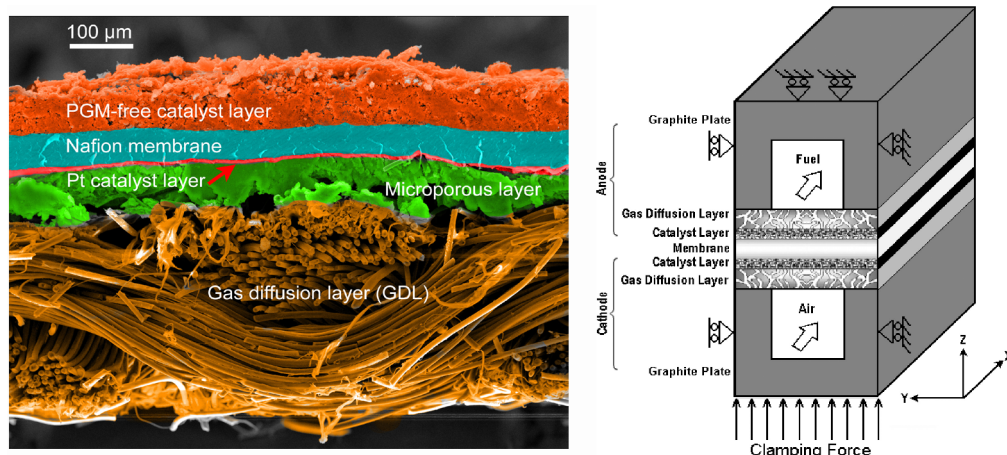 100 µm
PGM-free catalyst layer
Nafion membrane
Pt catalyst layer
Microporous layer
Gas diffusion layer (GDL)
Graphite Plate
Fuel
Anode
Gas Diffusion Layer
Catalyst Layer
Membrane
Catalyst Layer
Gas Diffusion Layer
Cathode
Air
Graphite Plate
Z
X
Y
Clamping Force